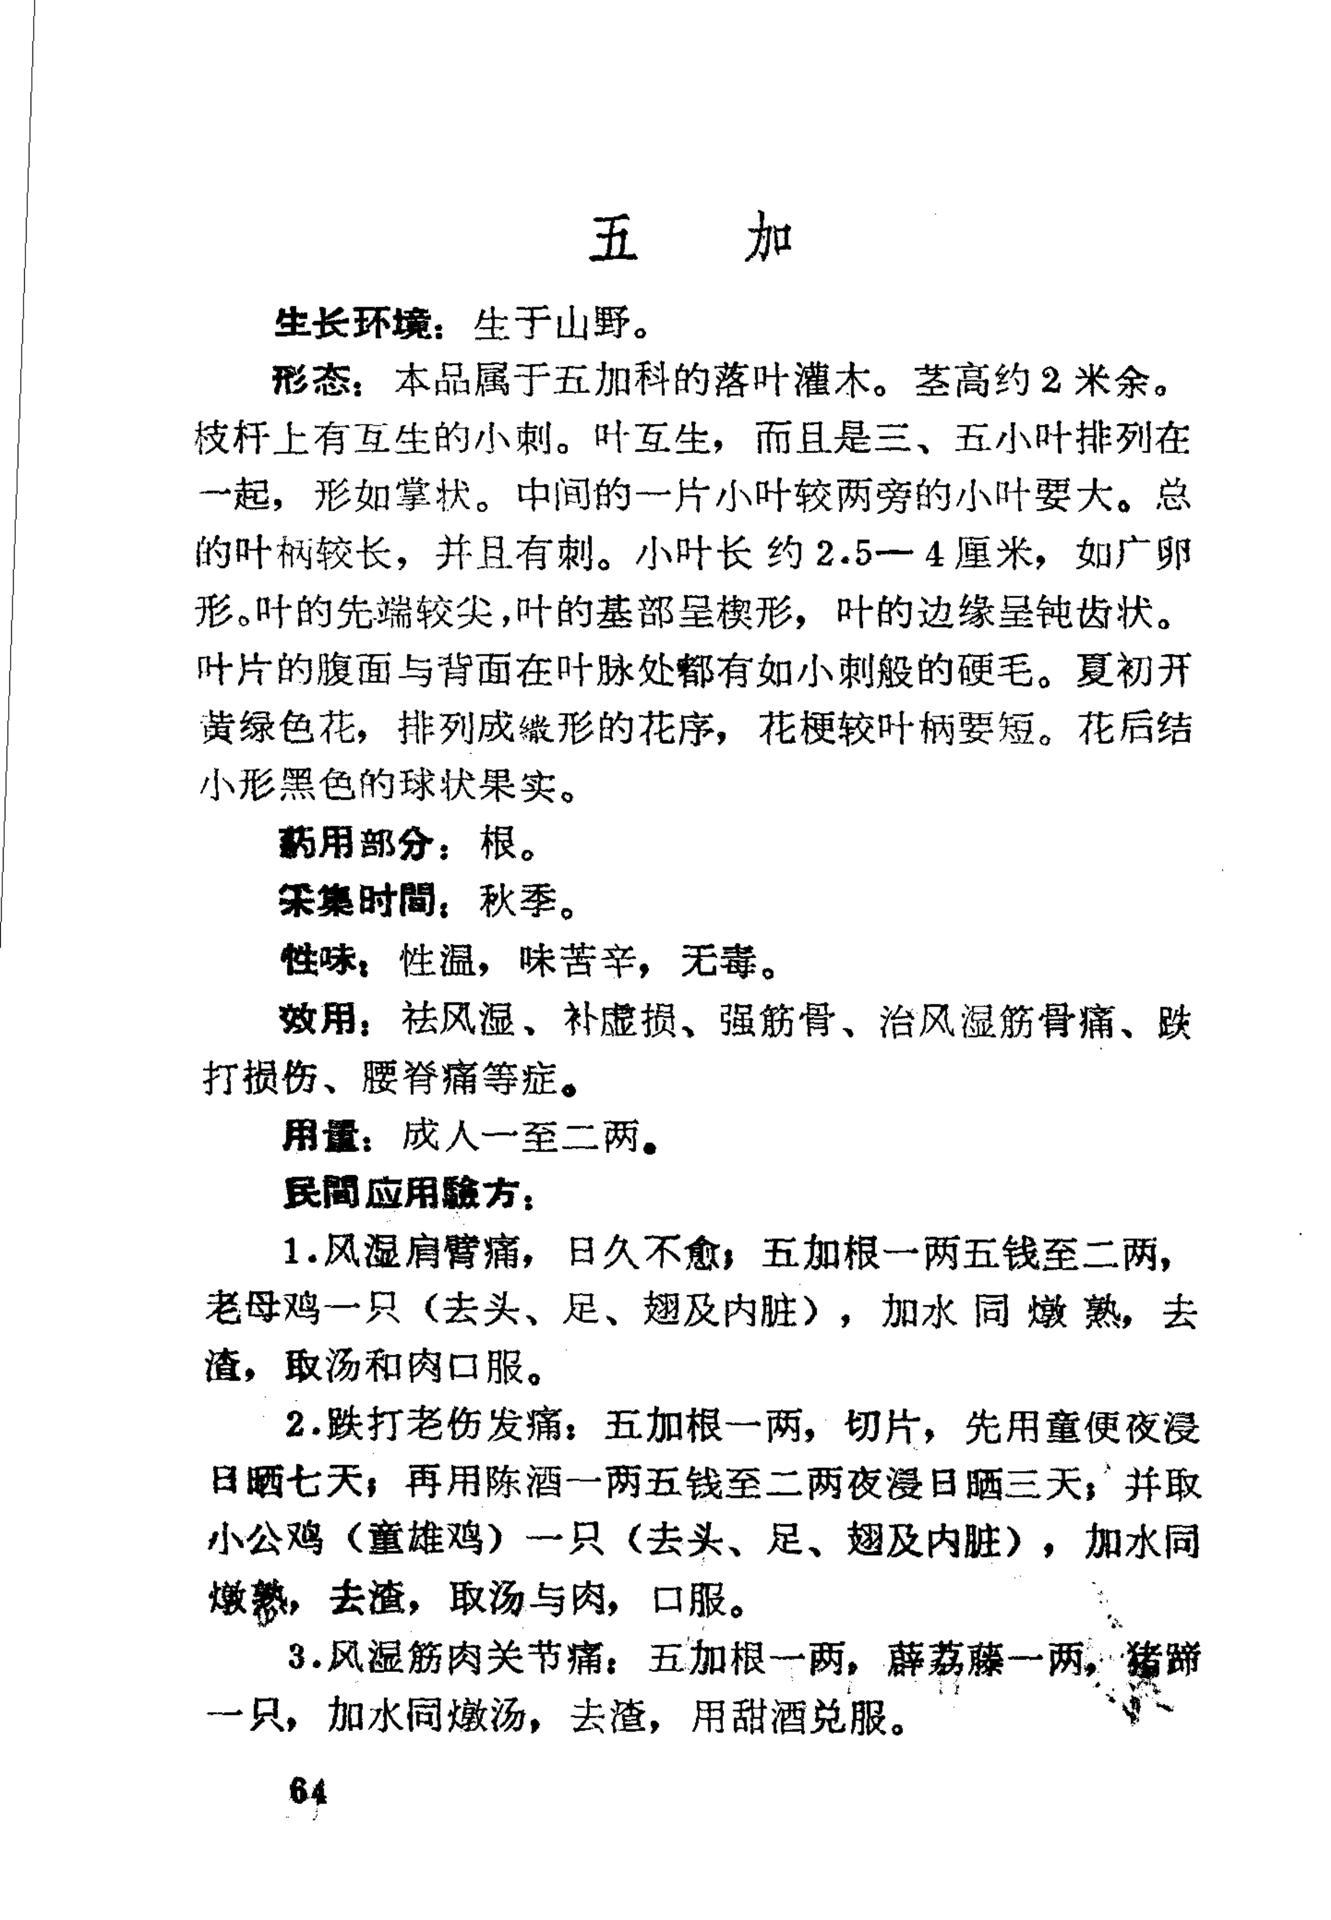 五　加
生长环境：生于山野。
形态：本品属于五加科的落叶灌木。茎高约2米余。
枝杆上有互生的小刺。叶互生，而且是三、五小叶排列在
一起，形如掌状。中间的一片小叶较两旁的小叶要大。总
的叶柄较长，并且有刺。小叶长约2.5—4厘米，如广卵
形。叶的先端较尖，叶的基部呈楔形，叶的边缘呈钝齿状。
叶片的腹面与背面在叶脉处都有如小刺般的硬毛。夏初开
黄绿色花，排列成繖形的花序，花梗较叶柄要短。花后结
小形黑色的球状果实。
药用部分：根。
采集时間：秋季。
性味：性温，味苦辛，无毒。
效用：祛风湿、补虚损、强筋骨、治风湿筋骨痛、跌
打损伤、腰脊痛等症。
用量：成人一至二两。
民間应用驗方：
1.风湿肩臂痛，日久不愈；五加根一两五钱至二两，
老母鸡一只（去头、足、翅及内脏），加水同燉熟，去
渣，取汤和肉口服。
2.跌打老伤发痛：五加根一两，切片，先用童便夜浸
日晒七天；再用陈酒一两五钱至二两夜浸日晒三天；并取
小公鸡（童雄鸡）一只（去头、足、翅及内脏），加水同
燉熟，去渣，取汤与肉，口服。
3.风湿筋肉关节痛：五加根一两，薜荔藤一两，猪蹄
一只，加水同燉汤，去渣，用甜酒兑服。
64